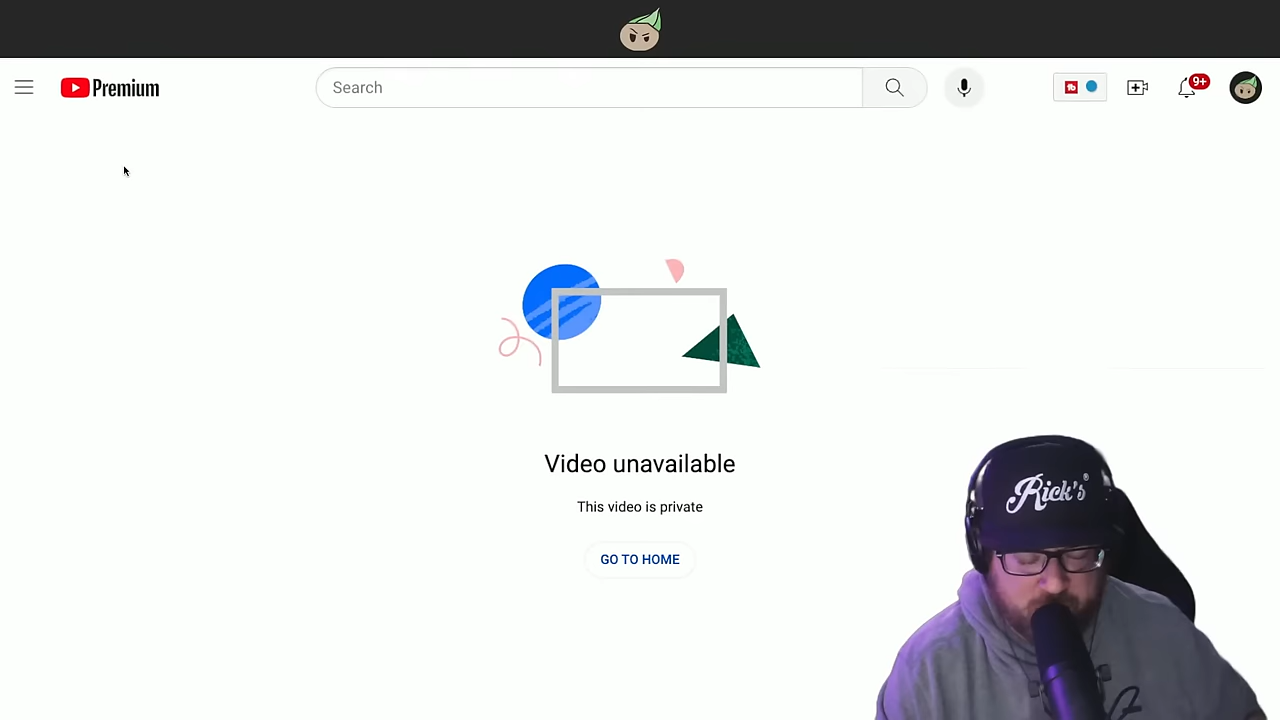 Premium
Search
9+
Video unavailable
This video is private
GO TO HOME
Rick's®